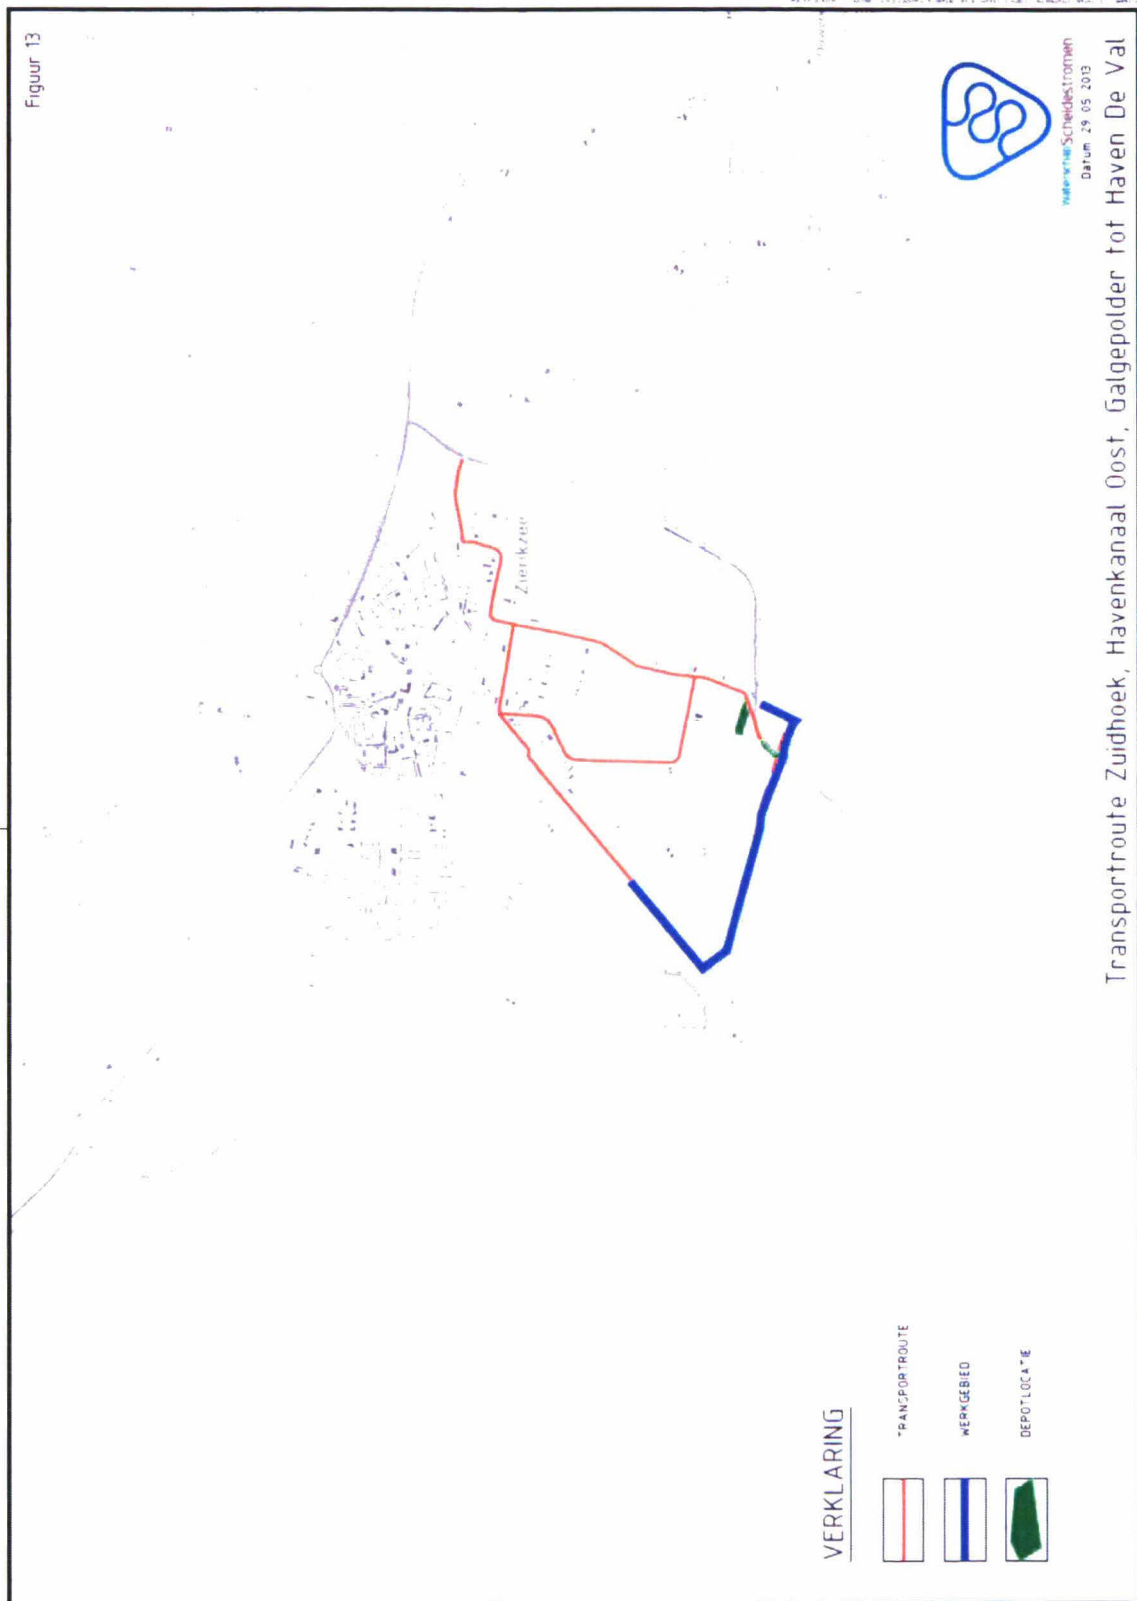 Figuur 13
Zierikzee
VERKLARING
TRANSPORTROUTE
WERKGEBIED
DEPOTLOCATIE
waterschap Scheldestromen
Datum 29 05 2013
Transportroute Zuidhoek, Havenkanaal Oost, Galgepolder tot Haven De Val